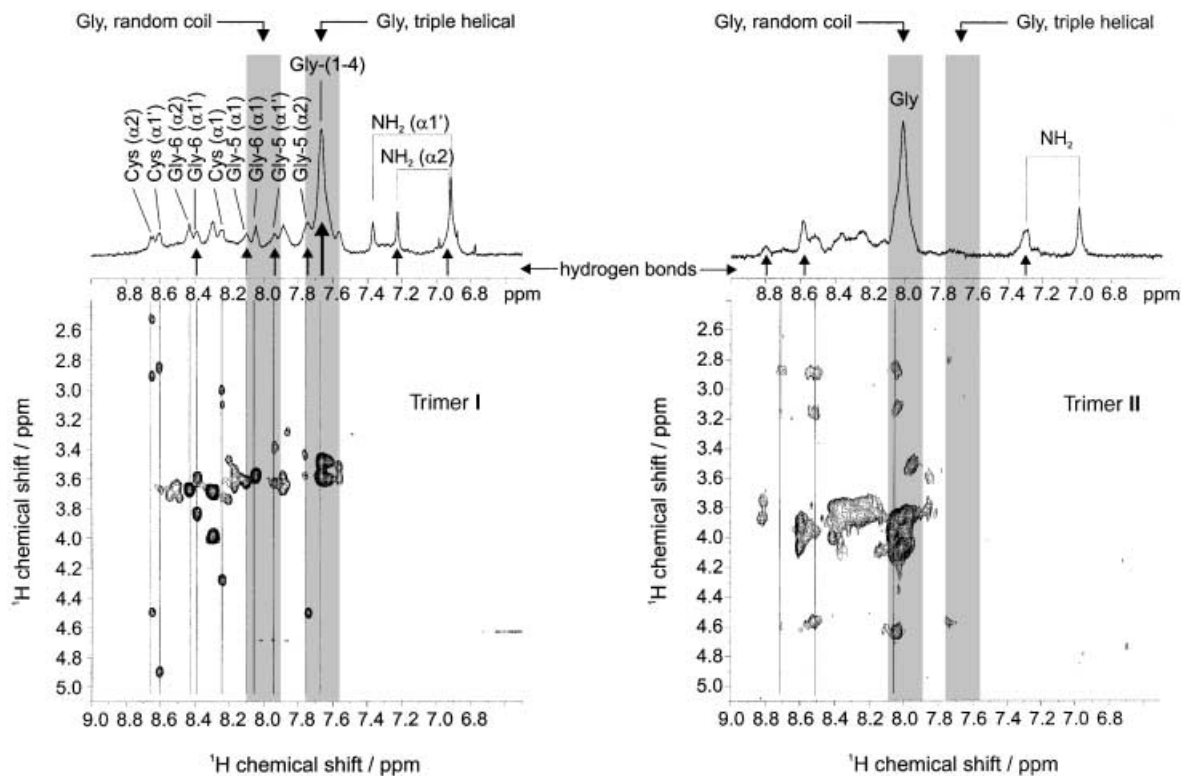 Gly, random coil
Gly, triple helical
Gly-(1-4)
Cys (α2)
Cys (α1')
Gly-6 (α2)
Gly-6 (α1')
Cys (α1)
Gly-5 (α1)
Gly-6 (α1)
Gly-5 (α1')
Gly-5 (α2)
NH2 (α1')
NH2 (α2)
8.8 8.6 8.4 8.2 8.0 7.8 7.6 7.4 7.2 7.0 6.8 ppm
hydrogen bonds
2.6
2.8
3.0
3.2
3.4
3.6
3.8
4.0
4.2
4.4
4.6
4.8
5.0
¹H chemical shift / ppm
Trimer I
9.0 8.8 8.6 8.4 8.2 8.0 7.8 7.6 7.4 7.2 7.0 6.8
¹H chemical shift / ppm
Gly, random coil
Gly, triple helical
Gly
NH2
8.8 8.6 8.4 8.2 8.0 7.8 7.6 7.4 7.2 7.0 6.8 ppm
2.6
2.8
3.0
3.2
3.4
3.6
3.8
4.0
4.2
4.4
4.6
4.8
5.0
¹H chemical shift / ppm
Trimer II
9.0 8.8 8.6 8.4 8.2 8.0 7.8 7.6 7.4 7.2 7.0 6.8
¹H chemical shift / ppm